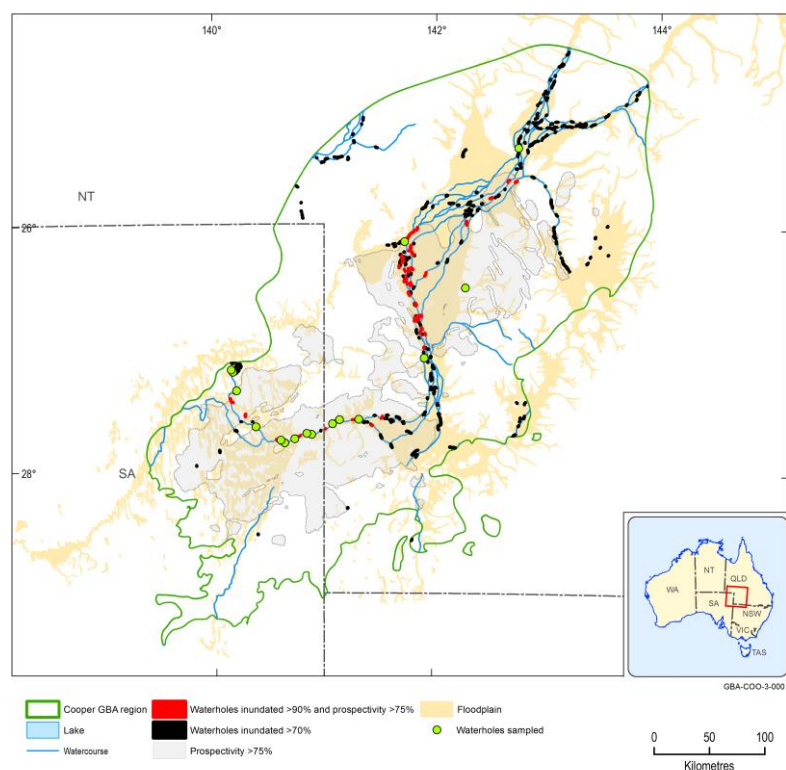 140°
142°
144°
NT
26°
26°
SA
28°
28°
NT
QLD
WA
SA
NSW
VIC
TAS
GBA-COO-3-000
Cooper GBA region
Waterholes inundated >90% and prospectivity >75%
Floodplain
Lake
Waterholes inundated >70%
Waterholes sampled
Watercourse
Prospectivity >75%
0 50 100
Kilometres